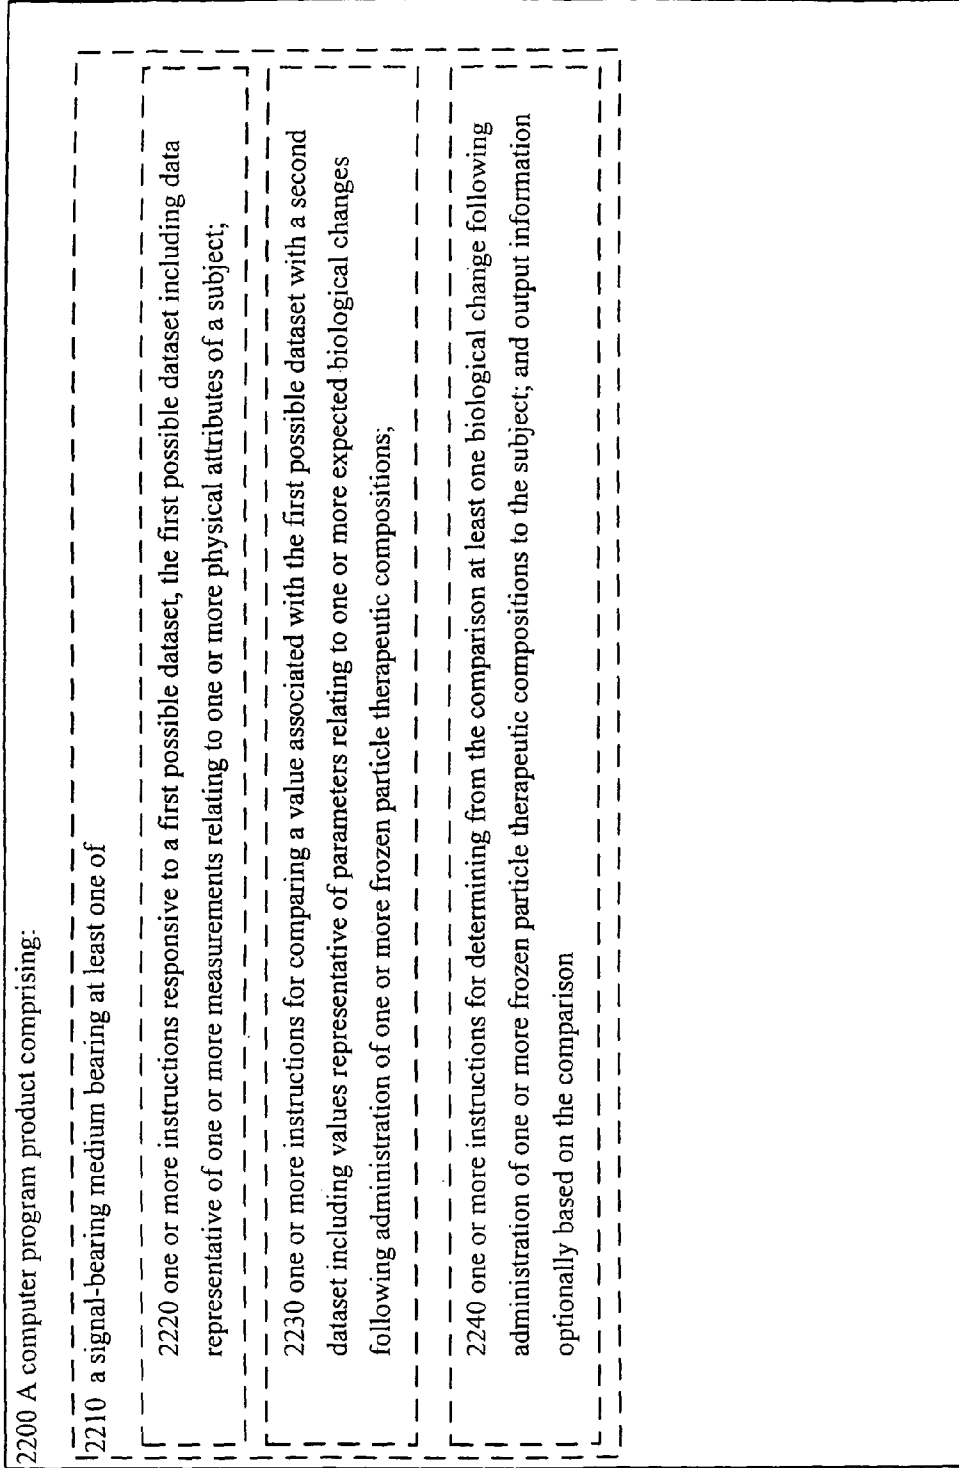 2200 A computer program product comprising:
2210 a signal-bearing medium bearing at least one of
2220 one or more instructions responsive to a first possible dataset, the first possible dataset including data
representative of one or more measurements relating to one or more physical attributes of a subject;
2230 one or more instructions for comparing a value associated with the first possible dataset with a second
dataset including values representative of parameters relating to one or more expected biological changes
following administration of one or more frozen particle therapeutic compositions;
2240 one or more instructions for determining from the comparison at least one biological change following
administration of one or more frozen particle therapeutic compositions to the subject; and output information
optionally based on the comparison